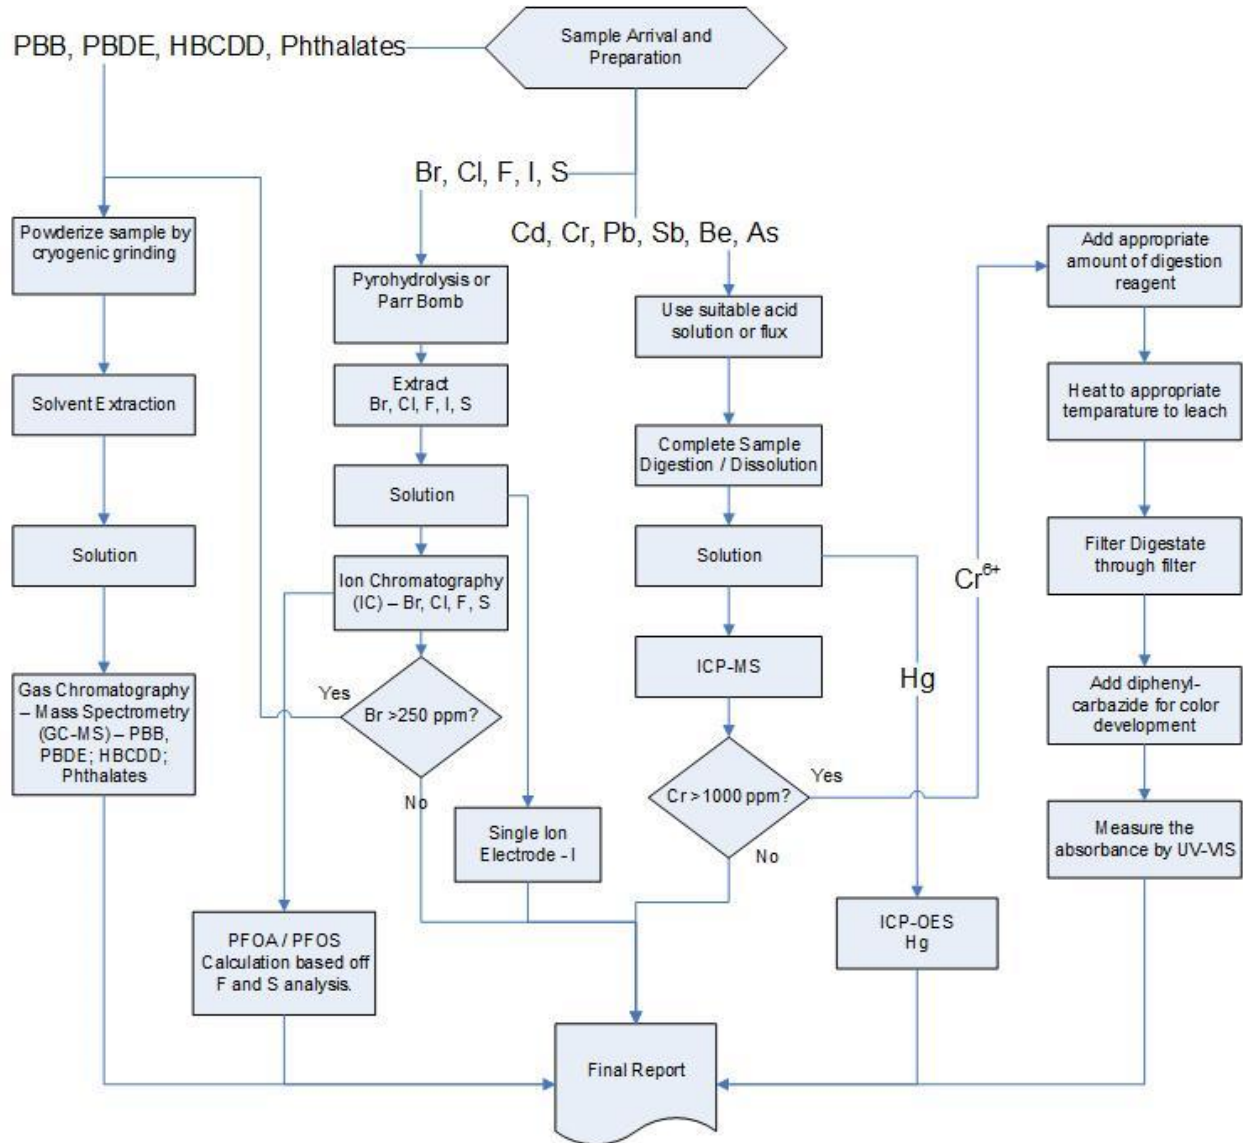 Sample Arrival and
Preparation
PBB, PBDE, HBCDD, Phthalates
Br, Cl, F, I, S
Cd, Cr, Pb, Sb, Be, As
Powderize sample by
cryogenic grinding
Solvent Extraction
Solution
Gas Chromatography
– Mass Spectrometry
(GC-MS) – PBB,
PBDE; HBCDD;
Phthalates
Pyrohydrolysis or
Parr Bomb
Extract
Br, Cl, F, I, S
Solution
Ion Chromatography
(IC) – Br, Cl, F, S
Yes
Br >250 ppm?
No
Single Ion
Electrode - I
PFOA / PFOS
Calculation based off
F and S analysis.
Use suitable acid
solution or flux
Complete Sample
Digestion / Dissolution
Solution
ICP-MS
Cr >1000 ppm?
Yes
No
Hg
ICP-OES
Hg
Cr6+
Add appropriate
amount of digestion
reagent
Heat to appropriate
temparature to leach
Filter Digestate
through filter
Add diphenyl-
carbazide for color
development
Measure the
absorbance by UV-VIS
Final Report